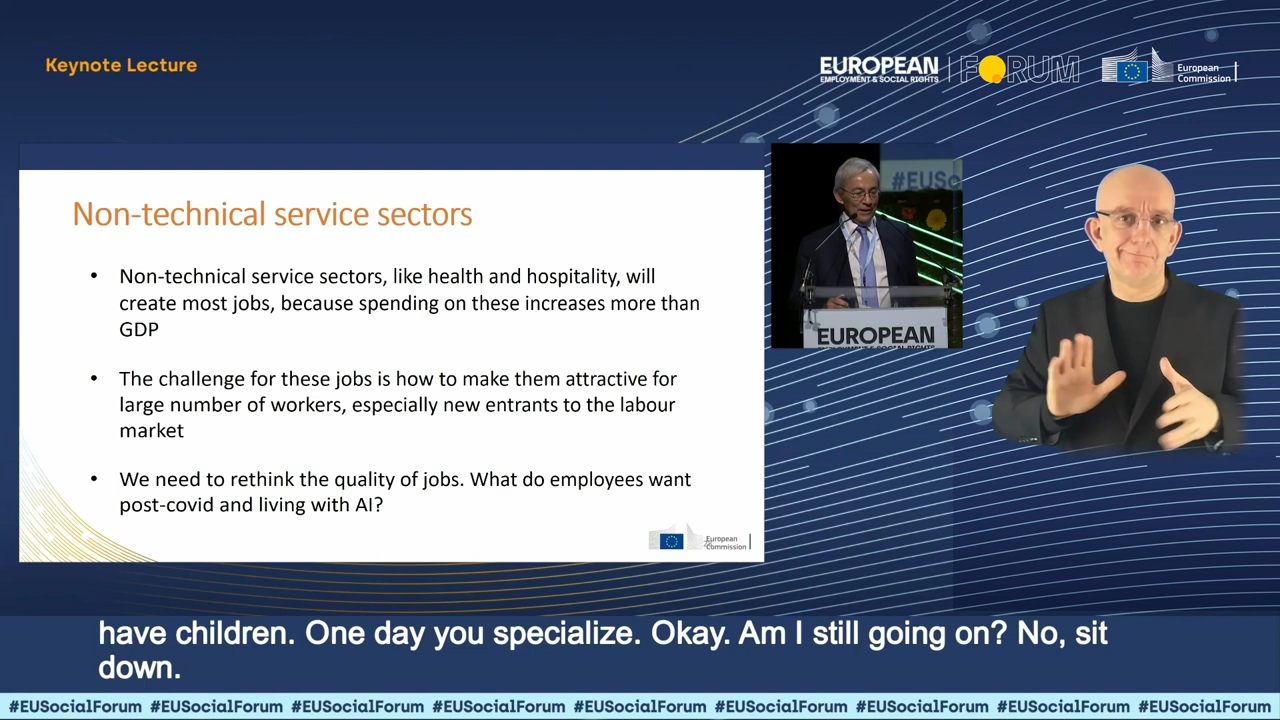 Keynote Lecture
EUROPEAN
EMPLOYMENT & SOCIAL RIGHTS
FORUM
European
Commission
Non-technical service sectors
• Non-technical service sectors, like health and hospitality, will
create most jobs, because spending on these increases more than
GDP
• The challenge for these jobs is how to make them attractive for
large number of workers, especially new entrants to the labour
market
• We need to rethink the quality of jobs. What do employees want
post-covid and living with AI?
European
Commission
#EUSo
EUROPEAN
EMPLOYMENT & SOCIAL RIGHTS
have children. One day you specialize. Okay. Am I still going on? No, sit
down.
#EUSocialForum #EUSocialForum #EUSocialForum #EUSocialForum #EUSocialForum #EUSocialForum #EUSocialForum #EUSocialForum #EUSocialForum